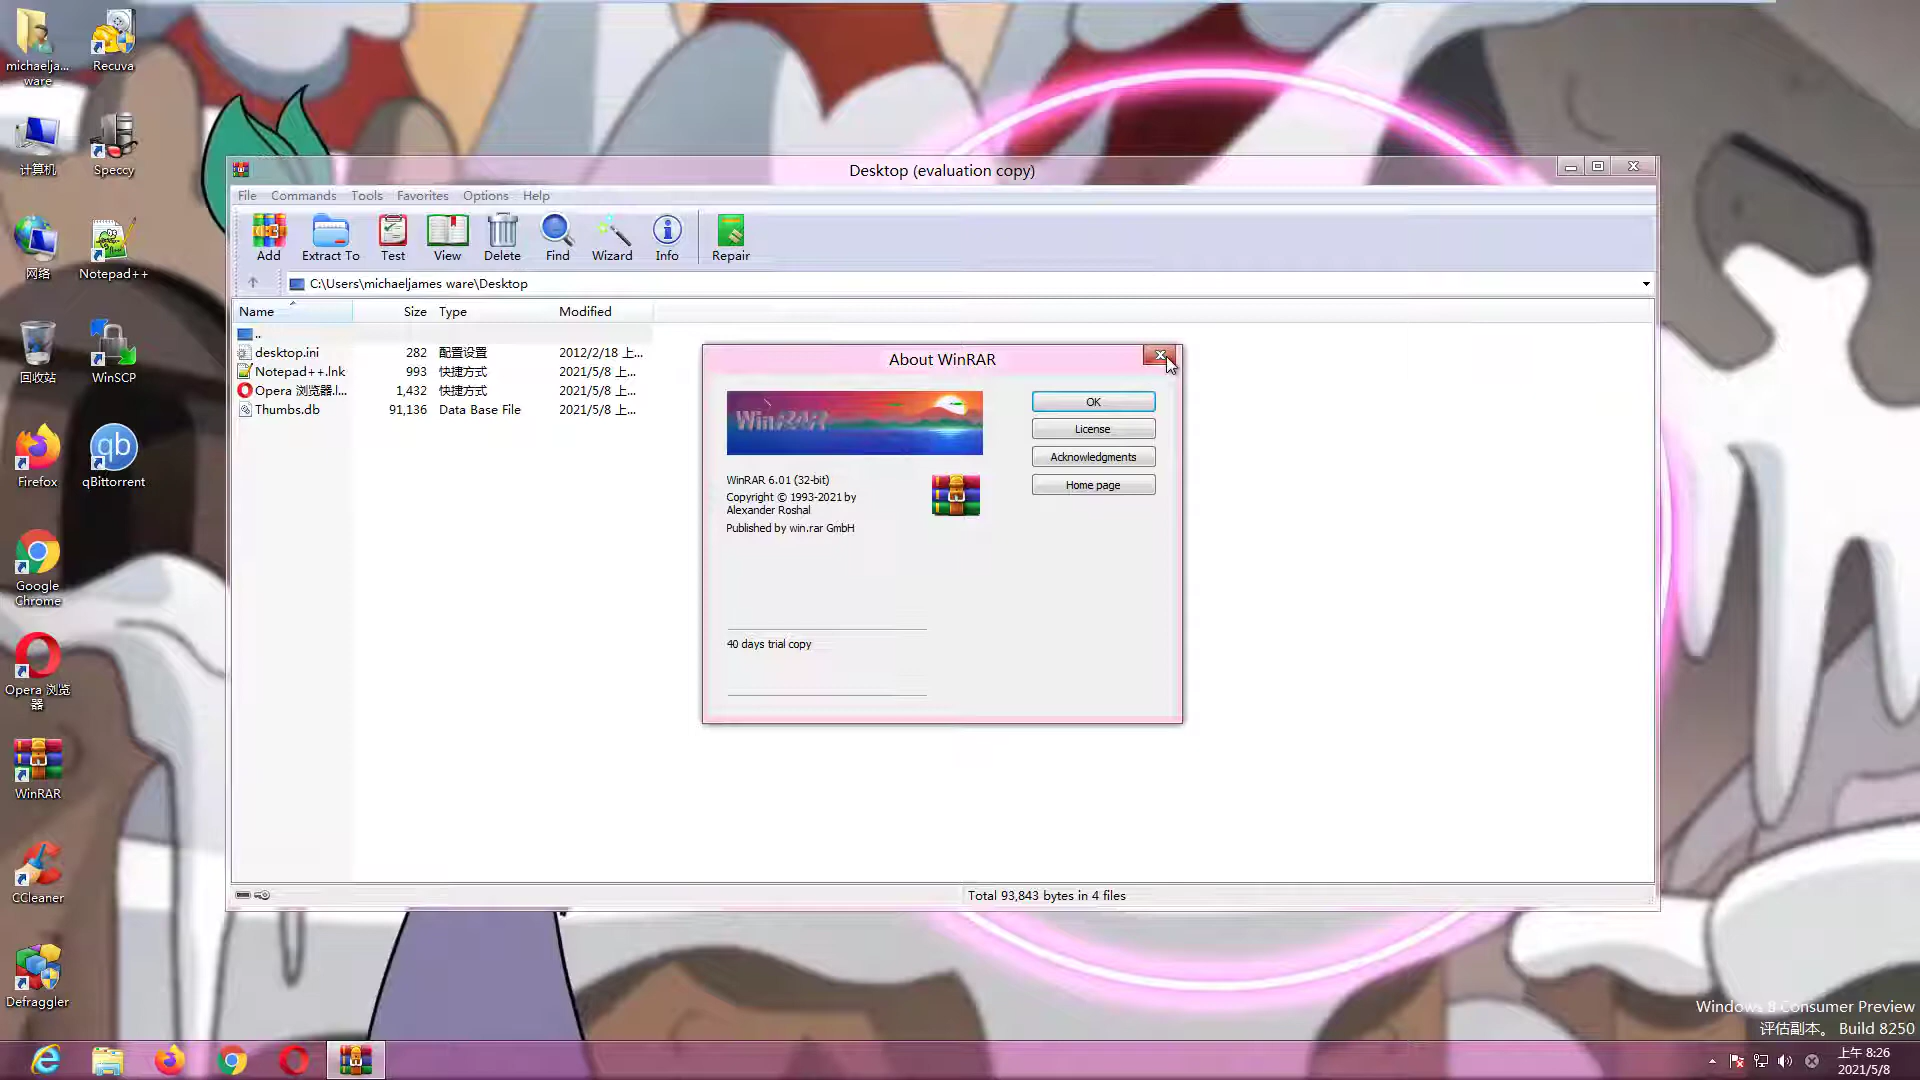 michaelja...
ware
Recuva
计算机
Speccy
网络
Notepad++
回收站
WinSCP
Firefox
qBittorrent
Google
Chrome
Opera 浏览
器
WinRAR
CCleaner
Defraggler
Desktop (evaluation copy)
File Commands Tools Favorites Options Help
Add Extract To Test View Delete Find Wizard Info Repair
C:\Users\michaeljames ware\Desktop
Name Size Type Modified
..
desktop.ini 282 配置设置 2012/2/18 上...
Notepad++.lnk 993 快捷方式 2021/5/8 上...
Opera 浏览器.l... 1,432 快捷方式 2021/5/8 上...
Thumbs.db 91,136 Data Base File 2021/5/8 上...
About WinRAR
WinRAR
OK
License
Acknowledgments
Home page
WinRAR 6.01 (32-bit)
Copyright © 1993-2021 by
Alexander Roshal
Published by win.rar GmbH
40 days trial copy
Total 93,843 bytes in 4 files
Windows 8 Consumer Preview
评估副本。 Build 8250
上午 8:26
2021/5/8